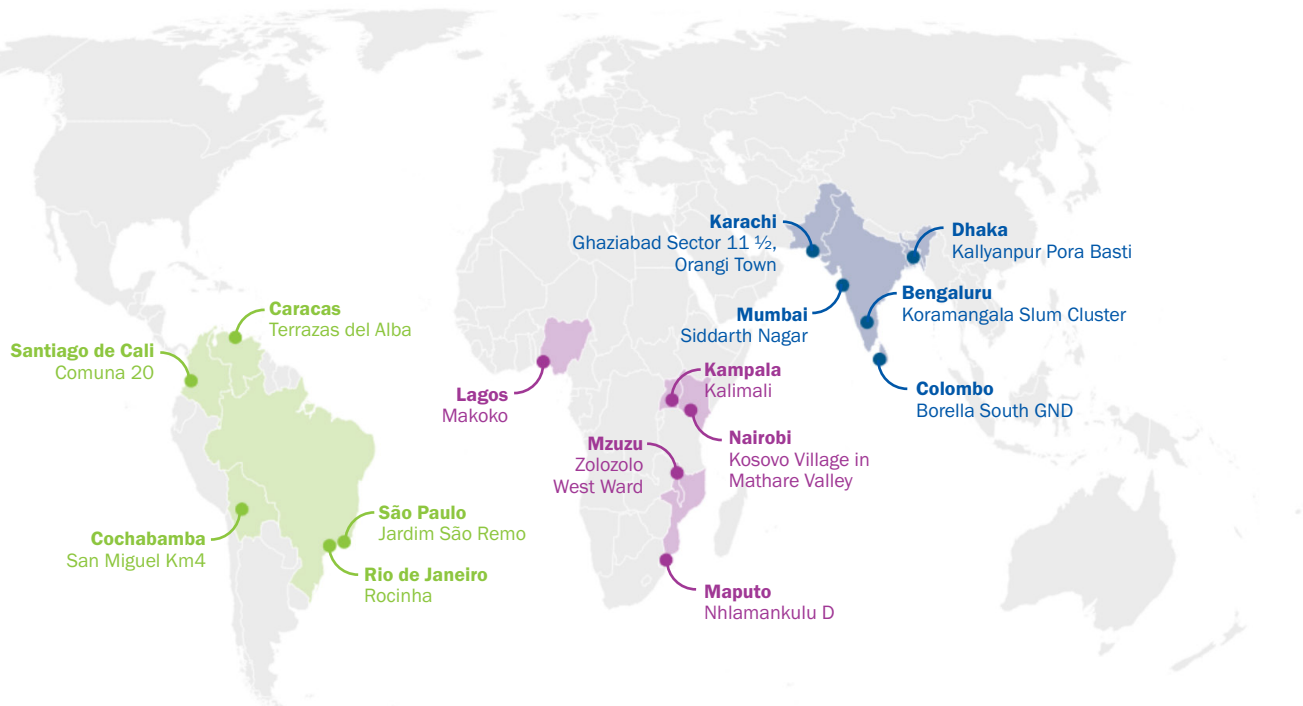 Caracas
Terrazas del Alba
Santiago de Cali
Comuna 20
Cochabamba
San Miguel Km4
São Paulo
Jardim São Remo
Rio de Janeiro
Rocinha
Lagos
Makoko
Kampala
Kalimali
Nairobi
Kosovo Village in
Mathare Valley
Mzuzu
Zolozolo
West Ward
Maputo
Nhlamankulu D
Karachi
Ghaziabad Sector 11 ½,
Orangi Town
Dhaka
Kallyanpur Pora Basti
Mumbai
Siddarth Nagar
Bengaluru
Koramangala Slum Cluster
Colombo
Borella South GND